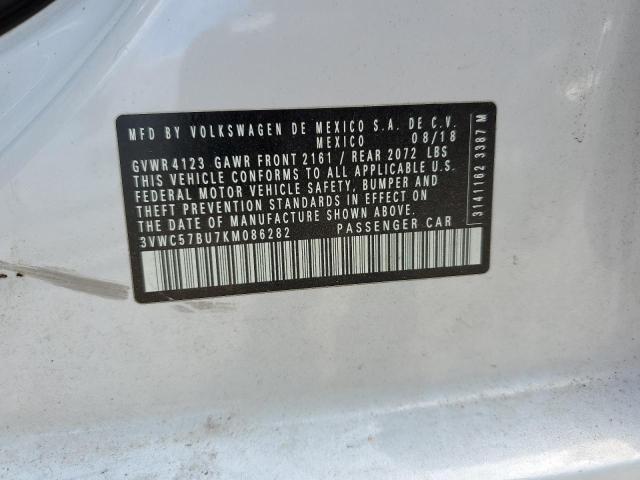 MFD BY VOLKSWAGEN DE MEXICO S.A. DE C.V.
MEXICO 08/18
GVWR 4123 GAWR FRONT 2161 / REAR 2072 LBS
THIS VEHICLE CONFORMS TO ALL APPLICABLE U.S.
FEDERAL MOTOR VEHICLE SAFETY, BUMPER AND
THEFT PREVENTION STANDARDS IN EFFECT ON
THE DATE OF MANUFACTURE SHOWN ABOVE.
3VWC57BU7KM086282 PASSENGER CAR
3141162 3387 M